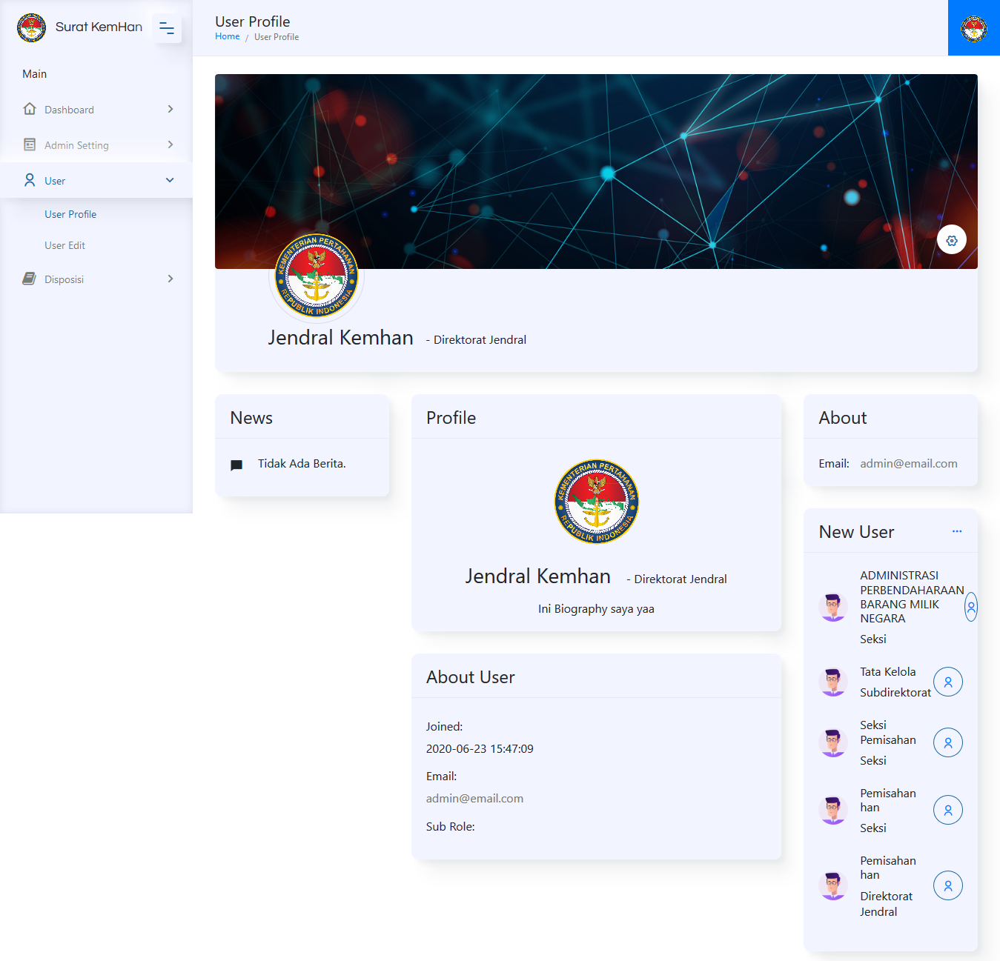 Surat KemHan
Main
Dashboard
Admin Setting
User
User Profile
User Edit
Disposisi
User Profile
Home / User Profile
KEMENTERIAN PERTAHANAN
REPUBLIK INDONESIA
Jendral Kemhan - Direktorat Jendral
News
Tidak Ada Berita.
Profile
KEMENTERIAN PERTAHANAN
REPUBLIK INDONESIA
Jendral Kemhan - Direktorat Jendral
Ini Biography saya yaa
About User
Joined:
2020-06-23 15:47:09
Email:
admin@email.com
Sub Role:
About
Email: admin@email.com
New User
ADMINISTRASI
PERBENDAHARAAN
BARANG MILIK
NEGARA
Seksi
Tata Kelola
Subdirektorat
Seksi
Pemisahan
Seksi
Pemisahan
han
Seksi
Pemisahan
han
Direktorat
Jendral